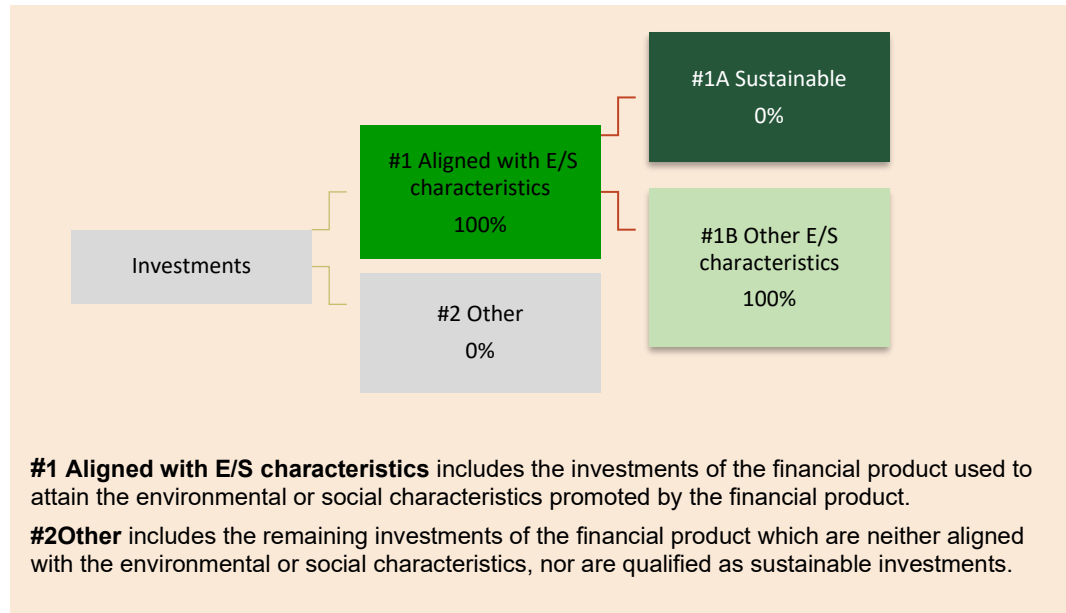 #1A Sustainable
0%
#1 Aligned with E/S
characteristics
100%
#1B Other E/S
characteristics
100%
Investments
#2 Other
0%
#1 Aligned with E/S characteristics includes the investments of the financial product used to
attain the environmental or social characteristics promoted by the financial product.
#2Other includes the remaining investments of the financial product which are neither aligned
with the environmental or social characteristics, nor are qualified as sustainable investments.